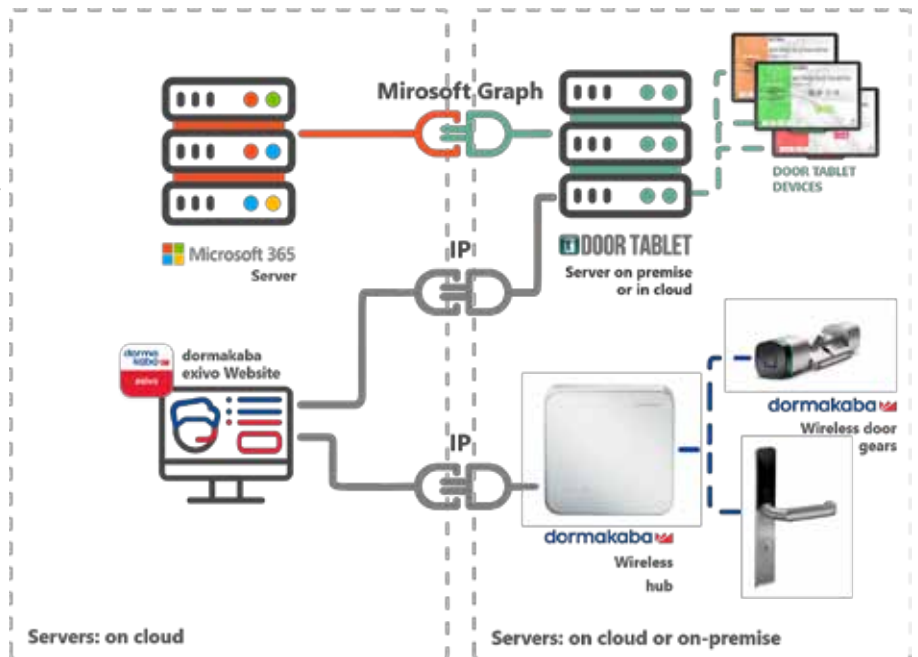 Mirosoft Graph
DOOR TABLET
DEVICES
Microsoft 365
Server
IP
DOOR TABLET
Server on premise
or in cloud
dorma
kaba
exivo
dormakaba
exivo Website
IP
dormakaba
Wireless door
gears
dormakaba
Wireless
hub
Servers: on cloud
Servers: on cloud or on-premise